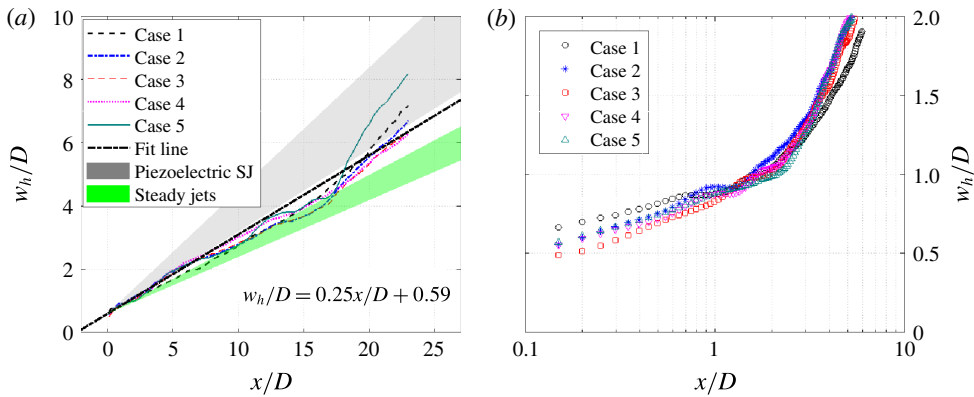 (a)
10
8
6
4
2
0
w_h/D
Case 1
Case 2
Case 3
Case 4
Case 5
Fit line
Piezoelectric SJ
Steady jets
w_h/D = 0.25x/D + 0.59
0 5 10 15 20 25
x/D
(b)
Case 1
Case 2
Case 3
Case 4
Case 5
2.0
1.5
1.0
0.5
0
w_h/D
0.1 1 10
x/D